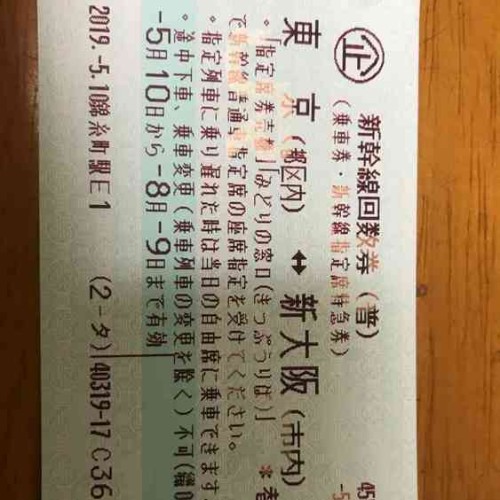 企
新幹線回数券 (普)
(乗車券・新幹線指定席特急券)
東 京 (都区内) ↔ 新大阪 (市内)
・「指定席券売機」「みどりの窓口(きっぷうりば)」
で新幹線普通車指定席の座席指定を受けてください。
・指定列車に乗り遅れた時は当日の自由席に乗車できます
・途中下車、乗車変更(乗車列車の変更を除く)不可
-5月10日から-8月-9日まで有効
2019.-5.10錦糸町駅E1 (2-タ) 40319-17 C36